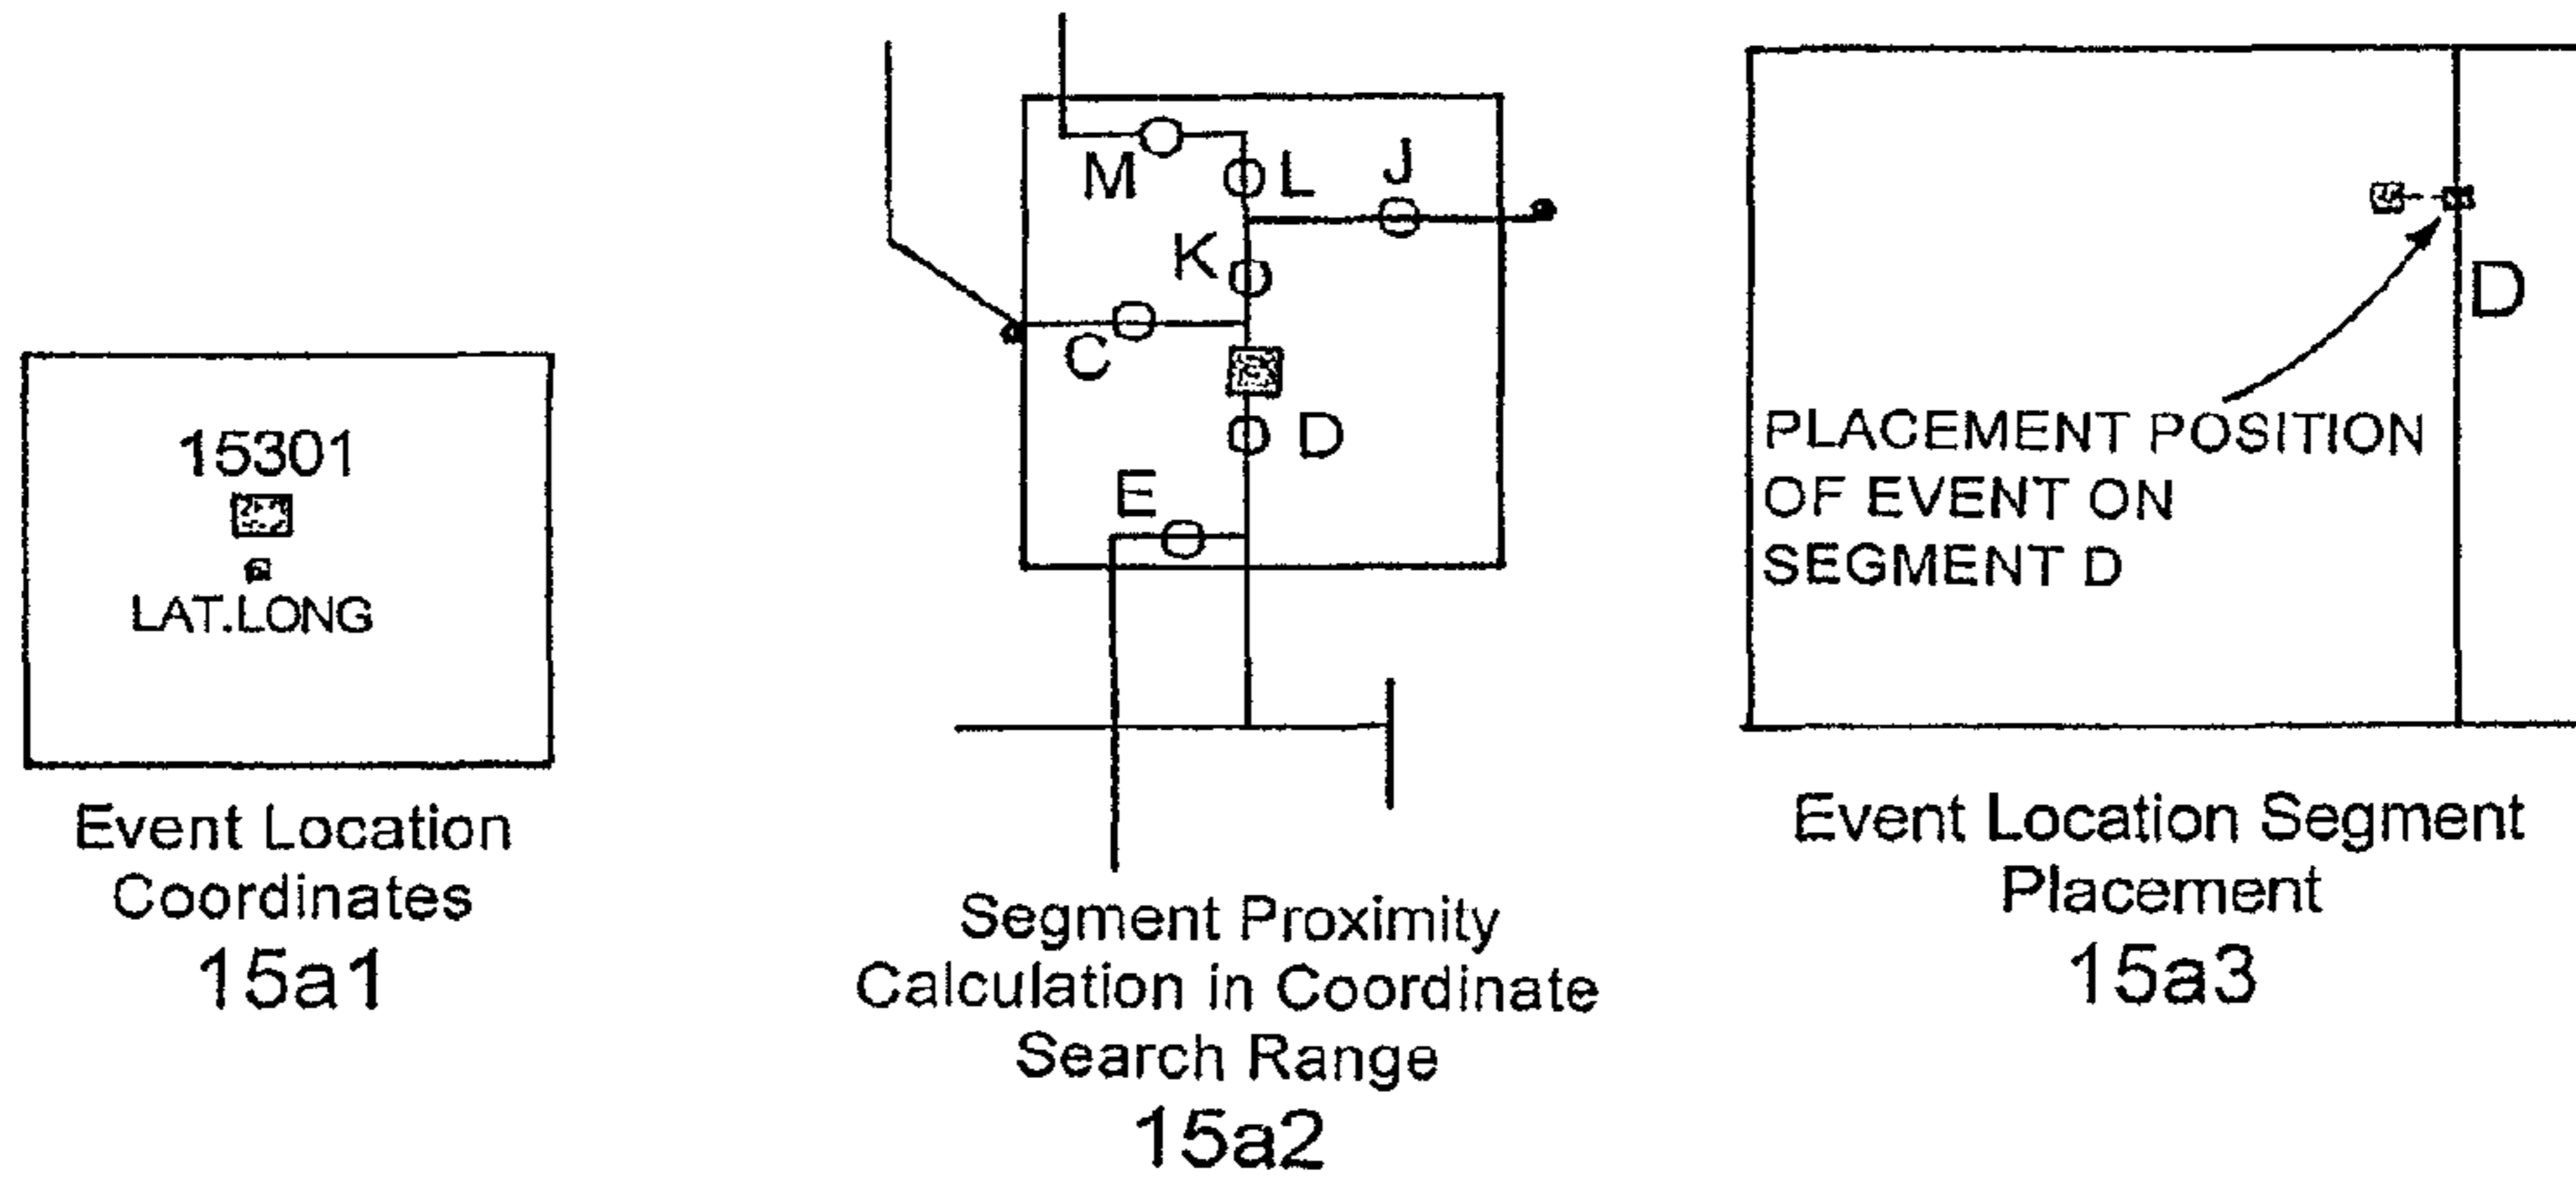 15301
LAT.LONG
Event Location
Coordinates
15a1
M
L
J
K
C
D
E
Segment Proximity
Calculation in Coordinate
Search Range
15a2
D
PLACEMENT POSITION
OF EVENT ON
SEGMENT D
Event Location Segment
Placement
15a3